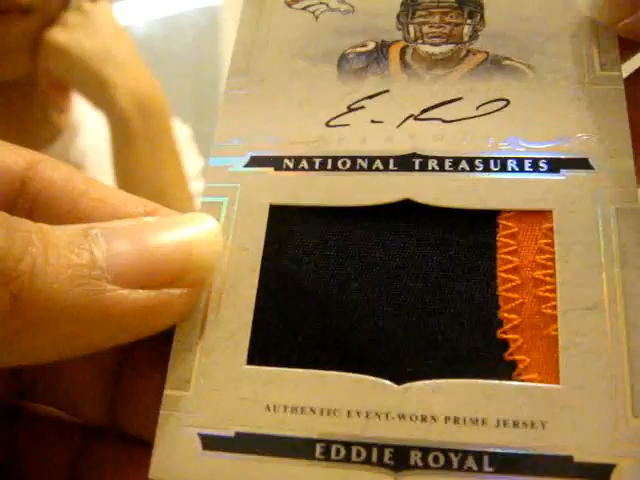 NATIONAL TREASURES
AUTHENTIC EVENT-WORN PRIME JERSEY
EDDIE ROYAL